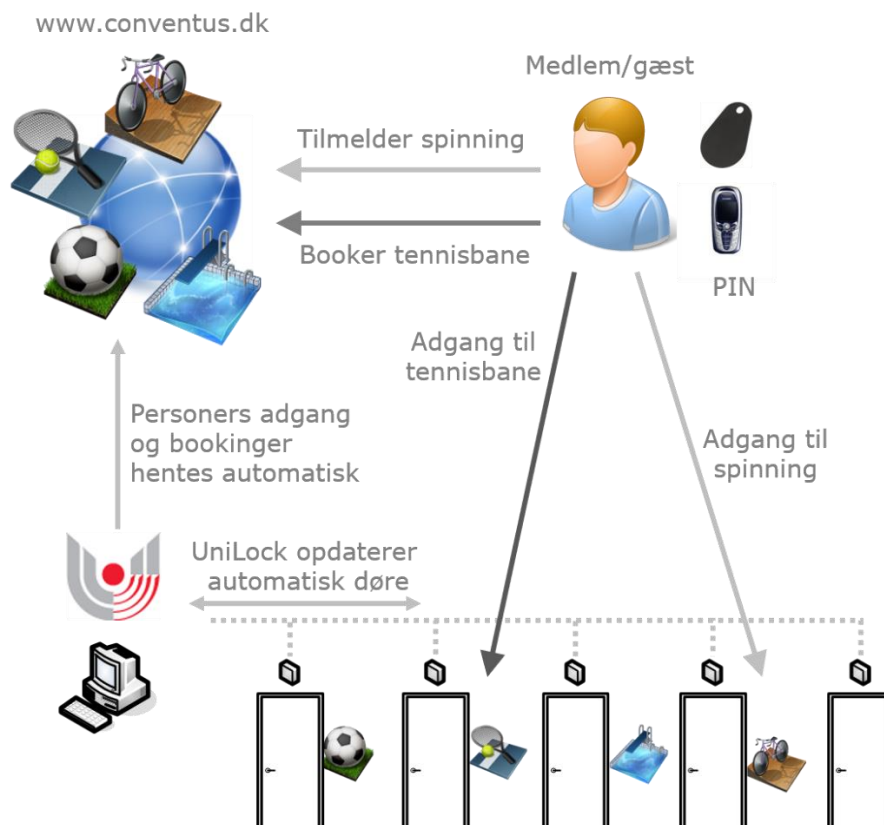 www.conventus.dk
Medlem/gæst
Tilmelder spinning
Booker tennisbane
PIN
Adgang til
tennisbane
Adgang til
spinning
Personers adgang
og bookinger
hentes automatisk
UniLock opdaterer
automatisk døre